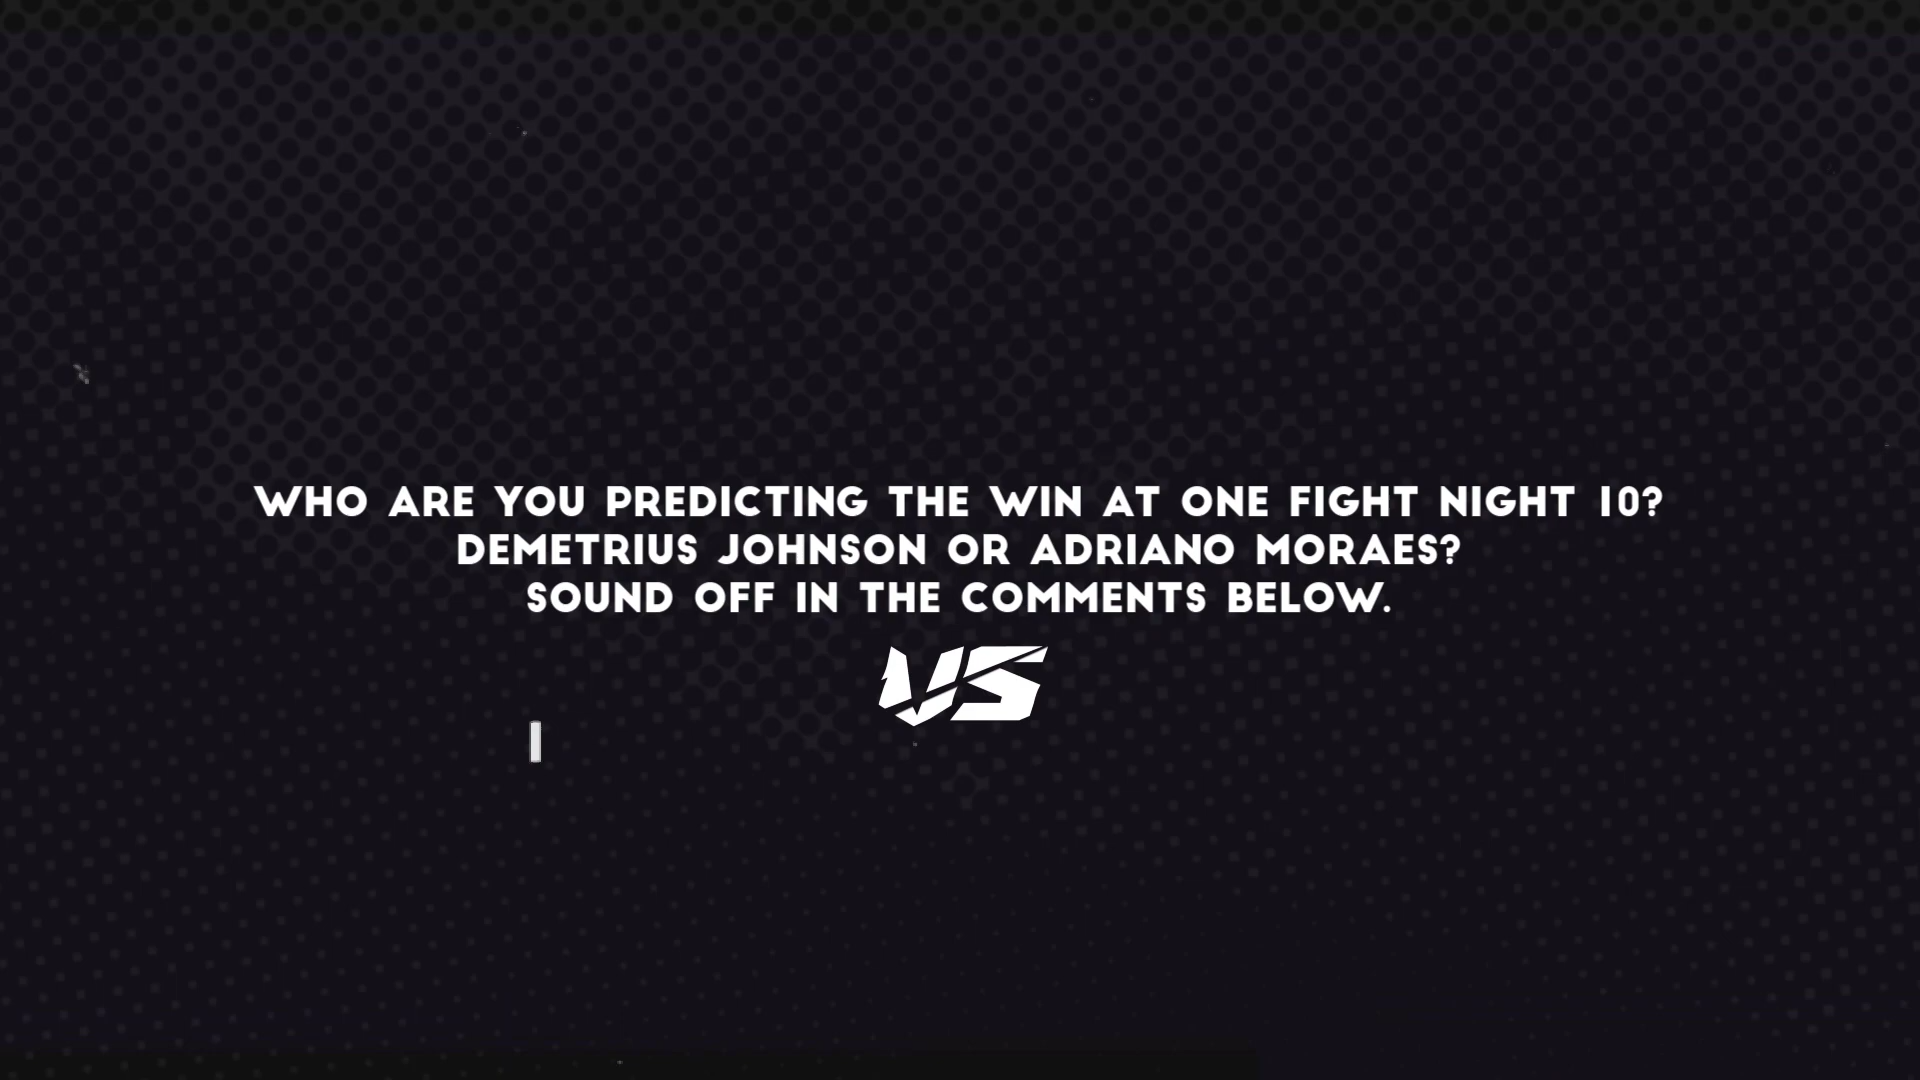 WHO ARE YOU PREDICTING THE WIN AT ONE FIGHT NIGHT 10?
DEMETRIUS JOHNSON OR ADRIANO MORAES?
SOUND OFF IN THE COMMENTS BELOW.
VS